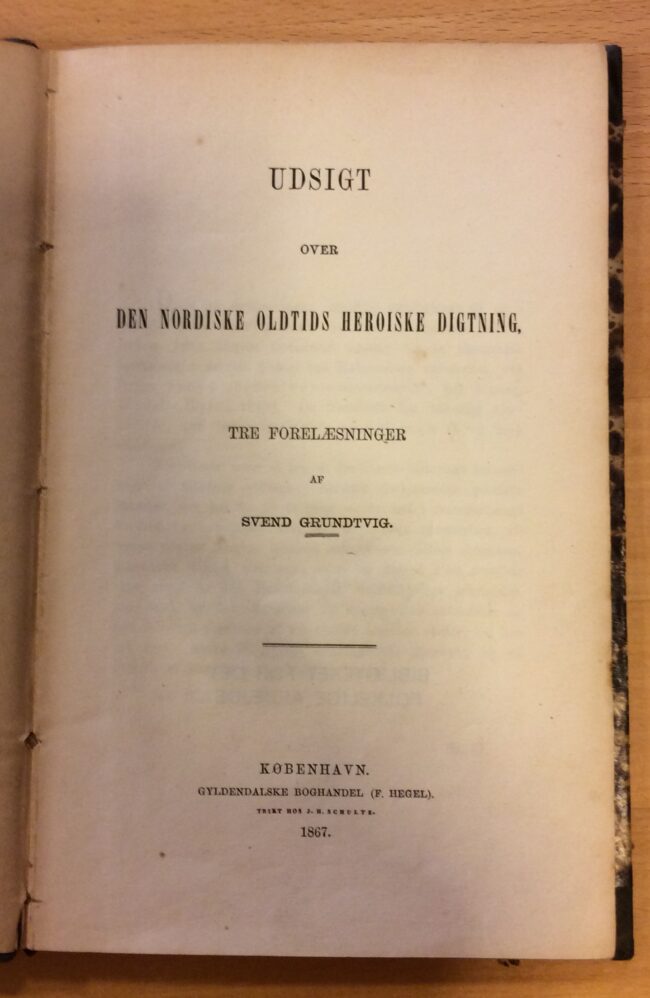 UDSIGT
OVER
DEN NORDISKE OLDTIDS HEROISKE DIGTNING,
TRE FORELÆSNINGER
AF
SVEND GRUNDTVIG.
KØBENHAVN.
GYLDENDALSKE BOGHANDEL (F. HEGEL).
TRYKT HOS J. H. SCHULTZ.
1867.